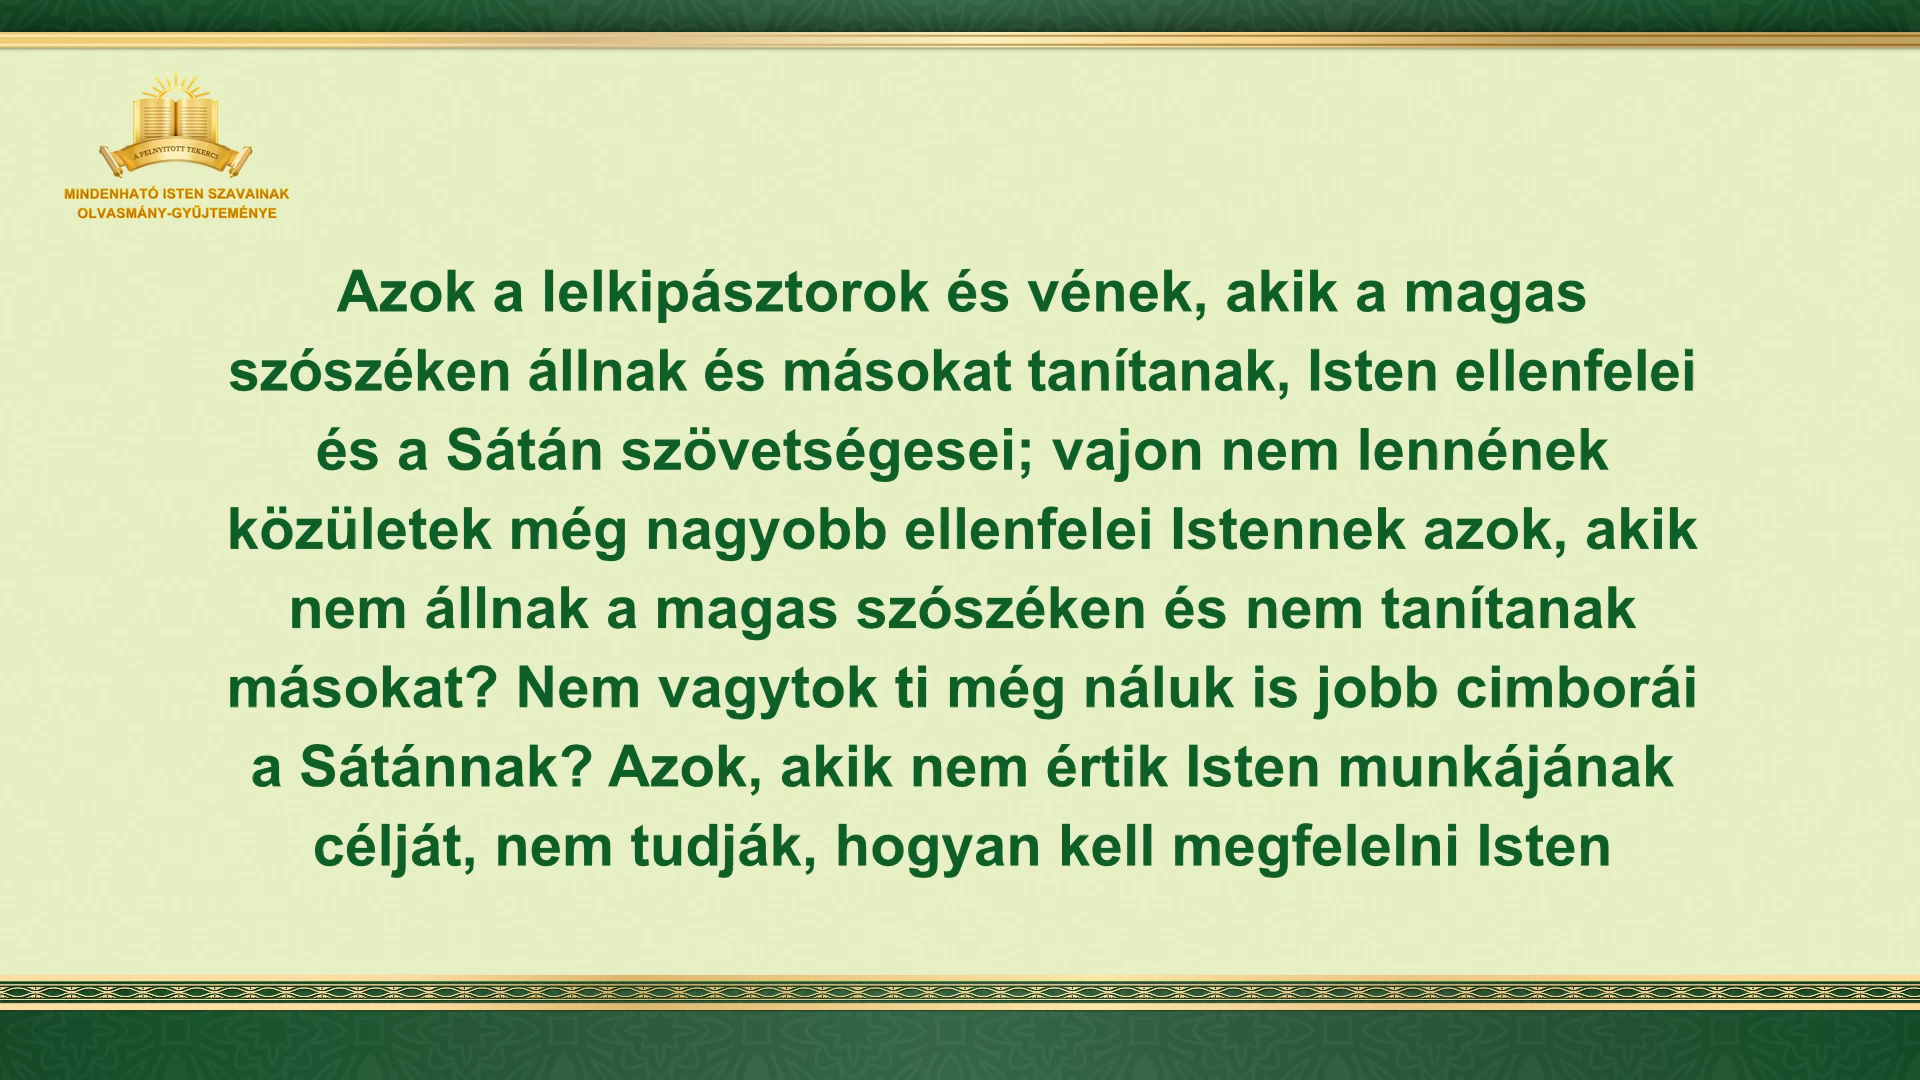 A FELNYITOTT TEKERCS
MINDENHATÓ ISTEN SZAVAINAK
OLVASMÁNY-GYŰJTEMÉNYE
Azok a lelkipásztorok és vének, akik a magas
szószéken állnak és másokat tanítanak, Isten ellenfelei
és a Sátán szövetségesei; vajon nem lennének
közületek még nagyobb ellenfelei Istennek azok, akik
nem állnak a magas szószéken és nem tanítanak
másokat? Nem vagytok ti még náluk is jobb cimborái
a Sátánnak? Azok, akik nem értik Isten munkájának
célját, nem tudják, hogyan kell megfelelni Isten